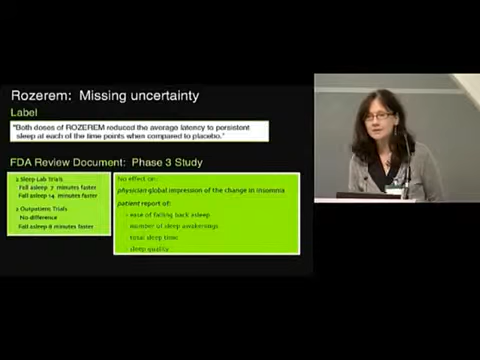 Rozerem: Missing uncertainty
Label
"Both doses of ROZEREM reduced the average latency to persistent
sleep at each of the time points when compared to placebo."
FDA Review Document: Phase 3 Study
2 Sleep Lab Trials
Fall asleep 7 minutes faster
Fall asleep 14 minutes faster
2 Outpatient Trials
No difference
Fall asleep 8 minutes faster
No effect on:
physician global impression of the change in insomnia
patient report of:
- ease of falling back asleep
- number of sleep awakenings
- total sleep time
- sleep quality